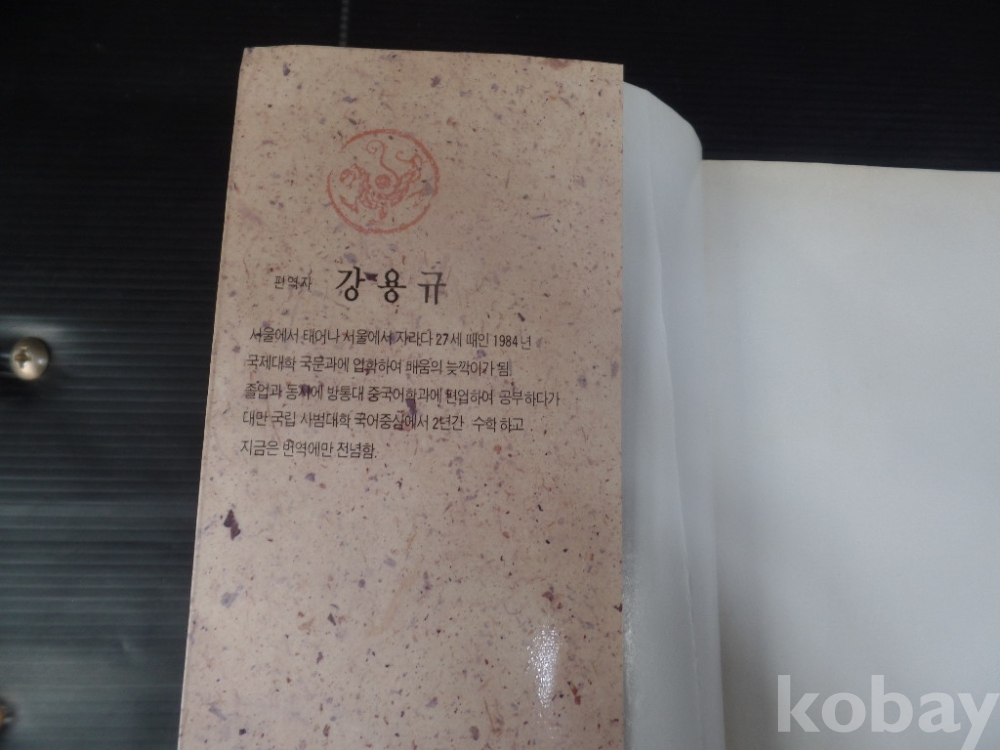 편역자 강용규
서울에서 태어나 서울에서 자라다 27세 때인 1984년
국제대학 국문과에 입학하여 배움의 늦깍이가 됨.
졸업과 동시에 방통대 중국어학과에 편입하여 공부하다가
대만 국립 사범대학 국어중심에서 2년간 수학 하고
지금은 번역에만 전념함.
kobay